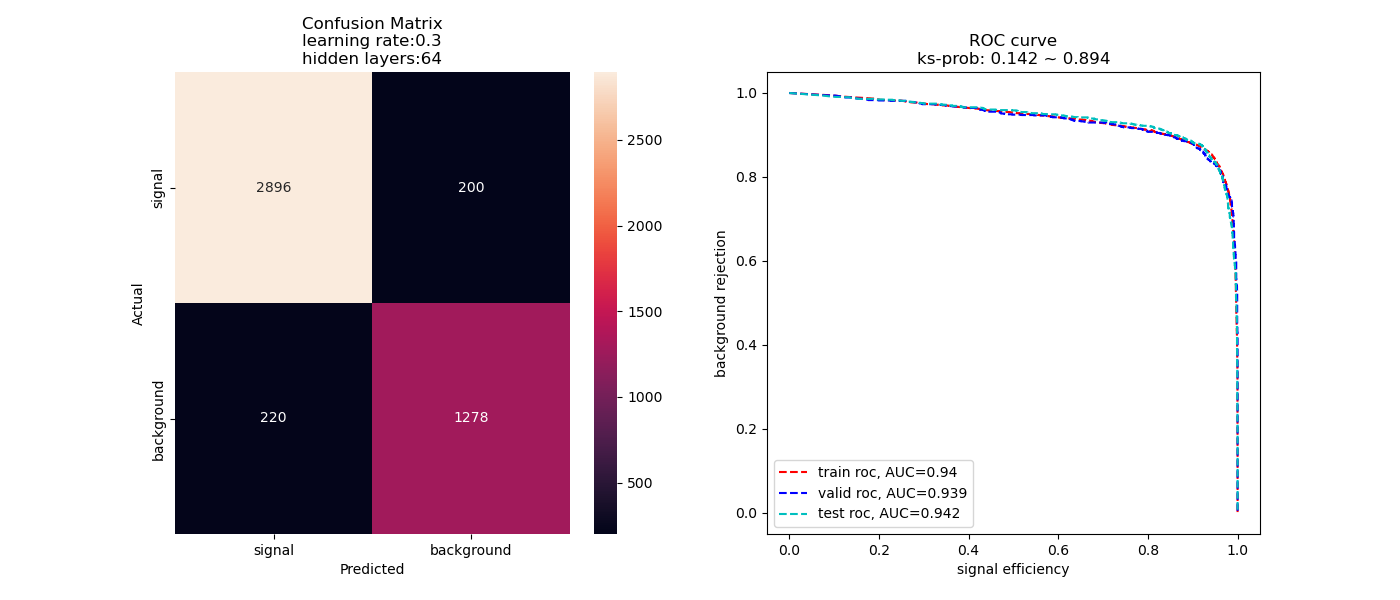 Confusion Matrix
learning rate:0.3
hidden layers:64
signal
background
Actual
2896
200
220
1278
signal
background
Predicted
2500
2000
1500
1000
500
ROC curve
ks-prob: 0.142 ~ 0.894
background rejection
1.0
0.8
0.6
0.4
0.2
0.0
train roc, AUC=0.94
valid roc, AUC=0.939
test roc, AUC=0.942
0.0
0.2
0.4
0.6
0.8
1.0
signal efficiency